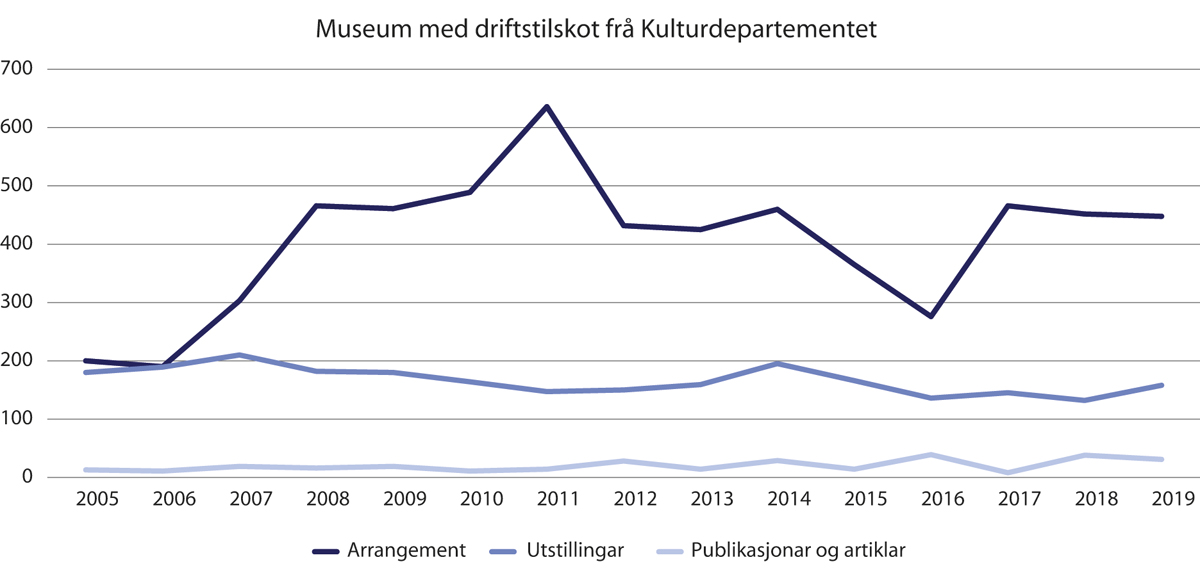 Museum med driftstilskot frå Kulturdepartementet
700
600
500
400
300
200
100
0
2005 2006 2007 2008 2009 2010 2011 2012 2013 2014 2015 2016 2017 2018 2019
Arrangement Utstillingar Publikasjonar og artiklar